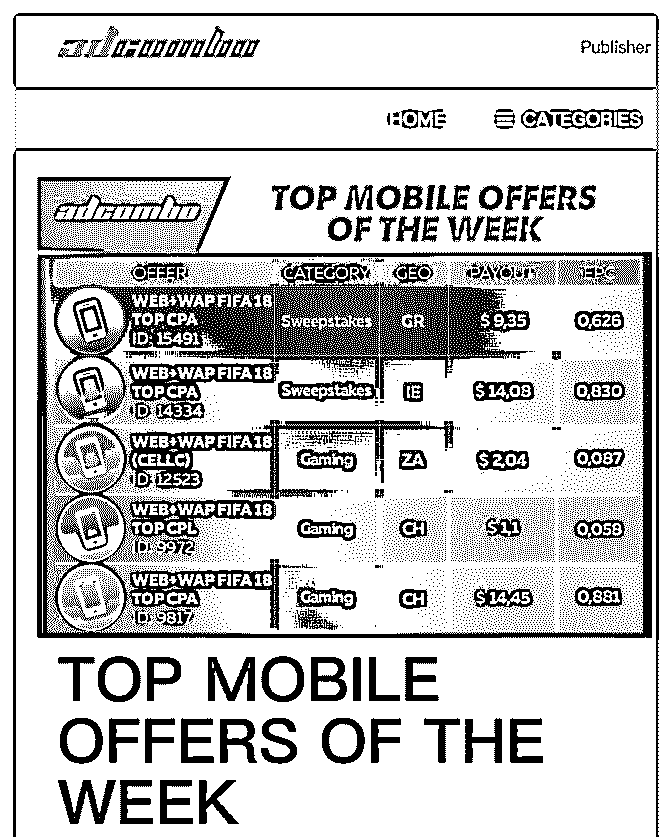 adcombo
Publisher
HOME
CATEGORIES
adcombo
TOP MOBILE OFFERS
OF THE WEEK
OFFER CATEGORY GEO PAYOUT EPC
WEB+WAP FIFA 18
TOP CPA
ID: 15491
Sweepstakes GR $ 9,35 0,626
WEB+WAP FIFA 18
TOP CPA
ID: 14334
Sweepstakes IE $ 14,08 0,830
WEB+WAP FIFA 18
(CELLC)
ID: 12523
Gaming ZA $ 2,04 0,087
WEB+WAP FIFA 18
TOP CPL
ID: 9972
Gaming CH $ 11 0,058
WEB+WAP FIFA 18
TOP CPA
ID: 9817
Gaming CH $ 14,45 0,881
TOP MOBILE
OFFERS OF THE
WEEK